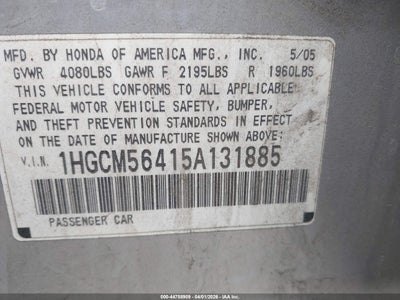 MFD. BY HONDA OF AMERICA MFG., INC. 5/05
GVWR 4080LBS GAWR F 2195LBS R 1960LBS
THIS VEHICLE CONFORMS TO ALL APPLICABLE
FEDERAL MOTOR VEHICLE SAFETY, BUMPER,
AND THEFT PREVENTION STANDARDS IN EFFECT
ON THE DATE OF MANUFACTURE SHOWN ABOVE.
V.I.N. 1HGCM56415A131885
PASSENGER CAR
000-44758909 - 04/01/2026 - IAA Inc.